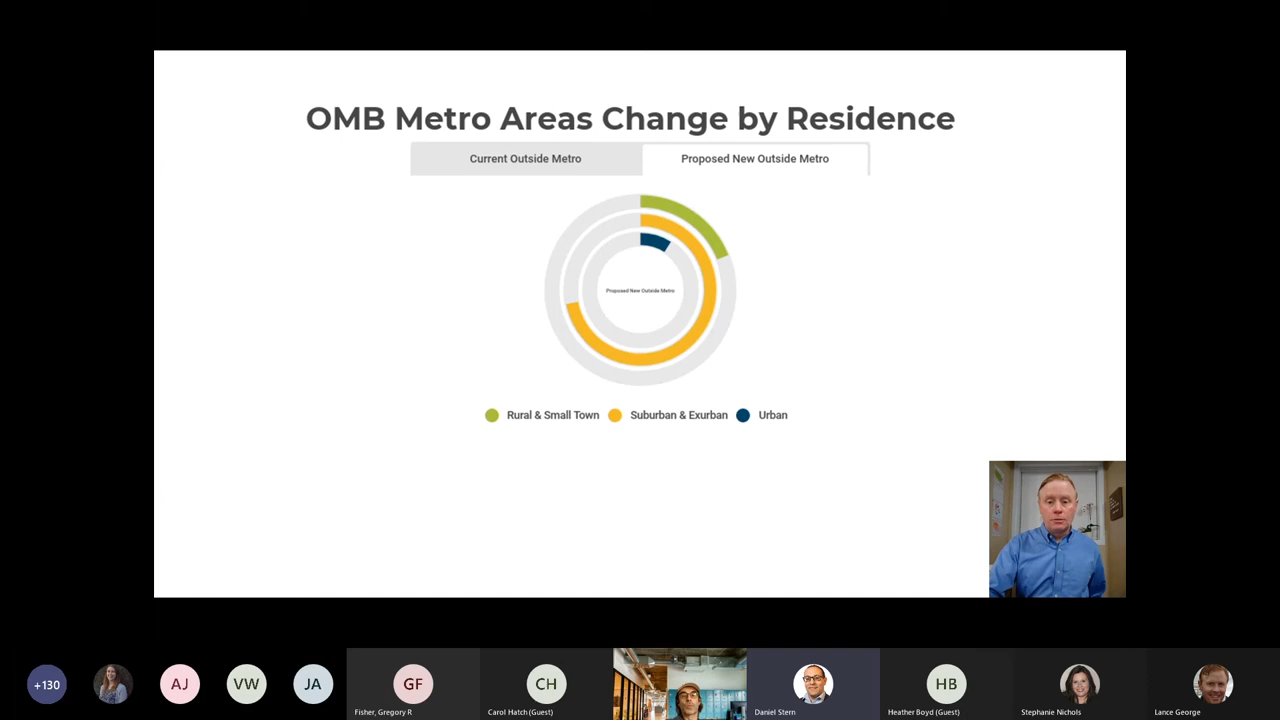 OMB Metro Areas Change by Residence
Current Outside Metro
Proposed New Outside Metro
Proposed New Outside Metro
Rural & Small Town
Suburban & Exurban
Urban
+130
AJ
VW
JA
GF
Fisher, Gregory R
CH
Carol Hatch (Guest)
Daniel Stern
HB
Heather Boyd (Guest)
Stephanie Nichols
Lance George